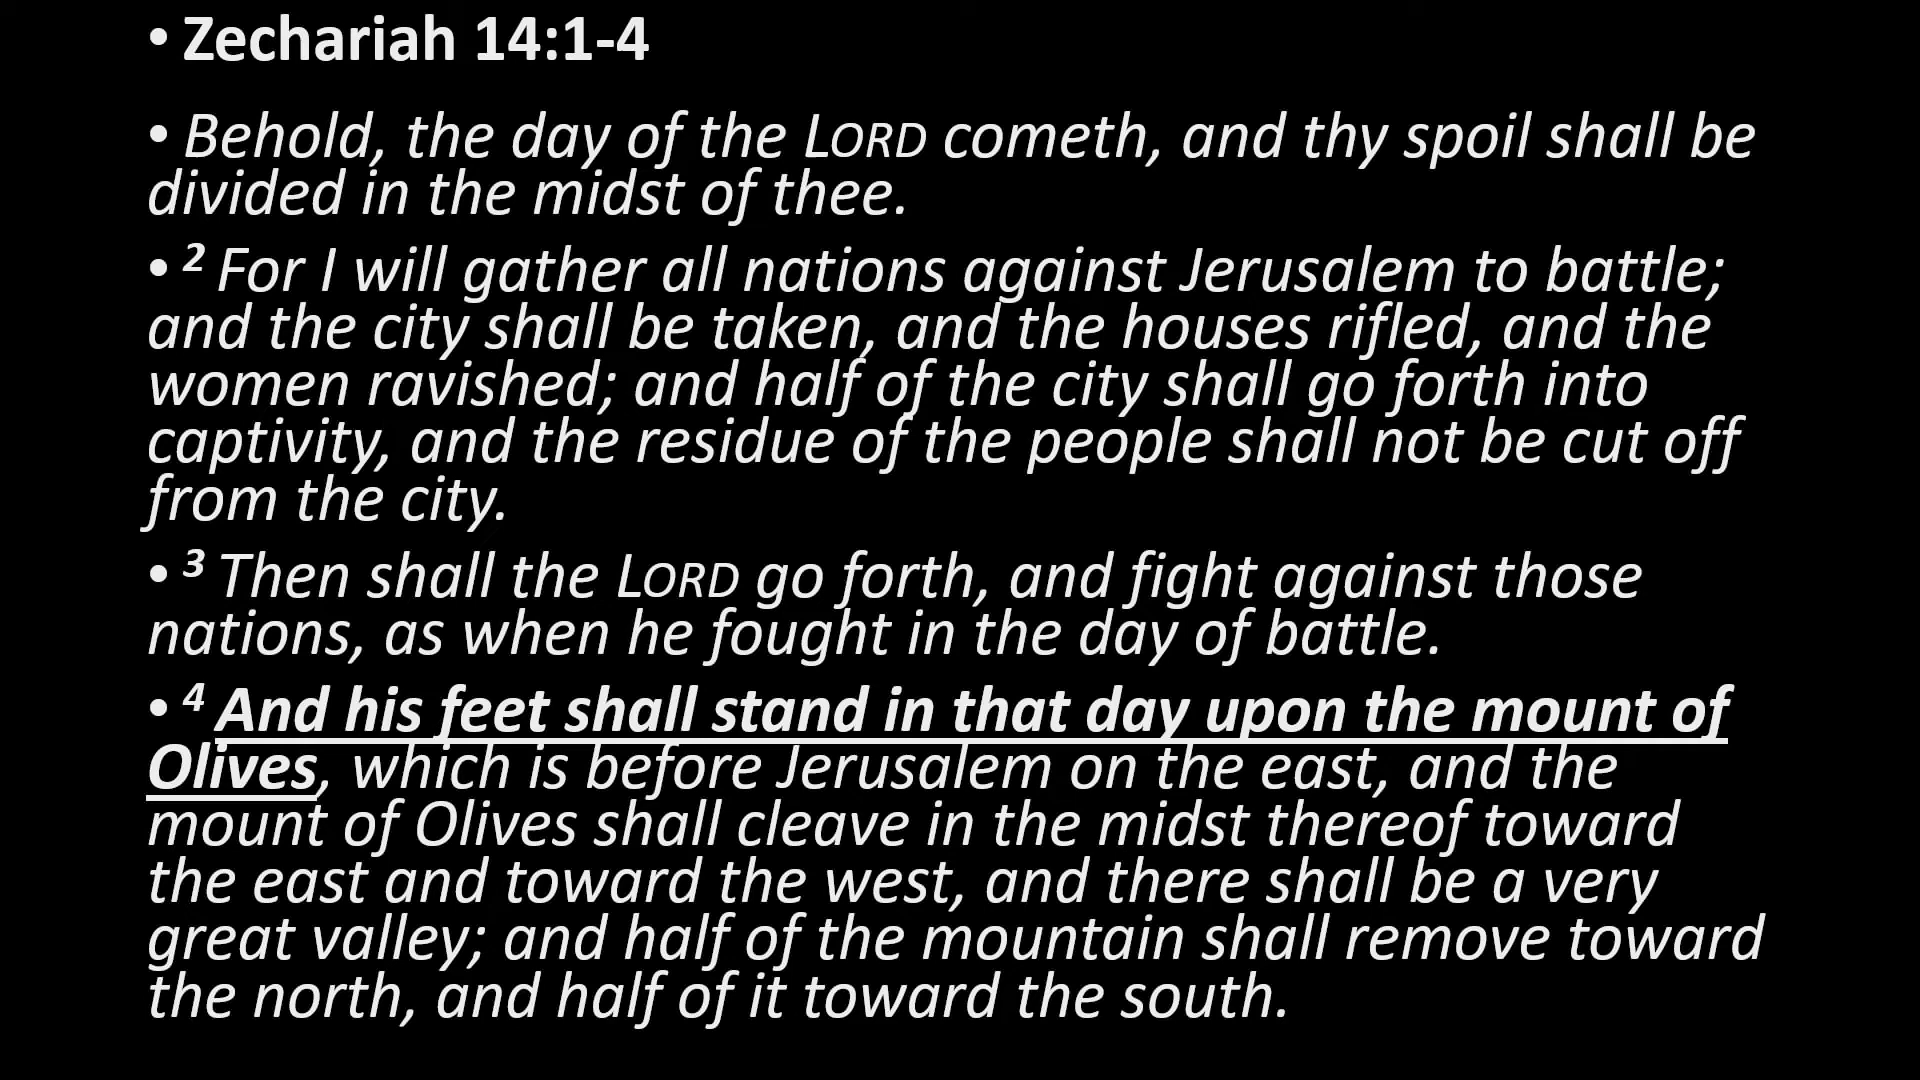 • Zechariah 14:1-4
• Behold, the day of the LORD cometh, and thy spoil shall be
divided in the midst of thee.
• 2 For I will gather all nations against Jerusalem to battle;
and the city shall be taken, and the houses rifled, and the
women ravished; and half of the city shall go forth into
captivity, and the residue of the people shall not be cut off
from the city.
• 3 Then shall the LORD go forth, and fight against those
nations, as when he fought in the day of battle.
• 4 And his feet shall stand in that day upon the mount of
Olives, which is before Jerusalem on the east, and the
mount of Olives shall cleave in the midst thereof toward
the east and toward the west, and there shall be a very
great valley; and half of the mountain shall remove toward
the north, and half of it toward the south.